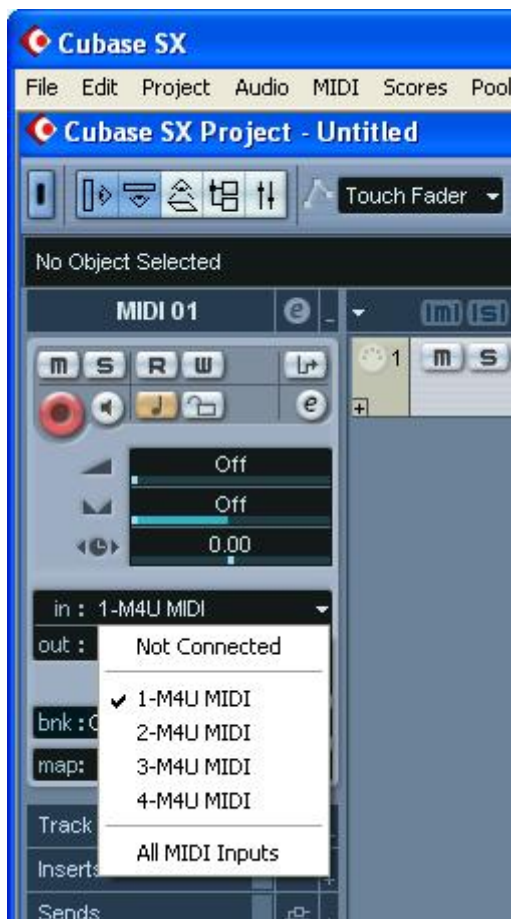 Cubase SX
File Edit Project Audio MIDI Scores Pool
Cubase SX Project - Untitled
Touch Fader
No Object Selected
MIDI 01 e
[m] [s]
m S R W
1 m S
e
Off
Off
0.00
in : 1-M4U MIDI
out :
Not Connected
1-M4U MIDI
bnk :
2-M4U MIDI
map:
3-M4U MIDI
4-M4U MIDI
Track
All MIDI Inputs
Inserts
Sends